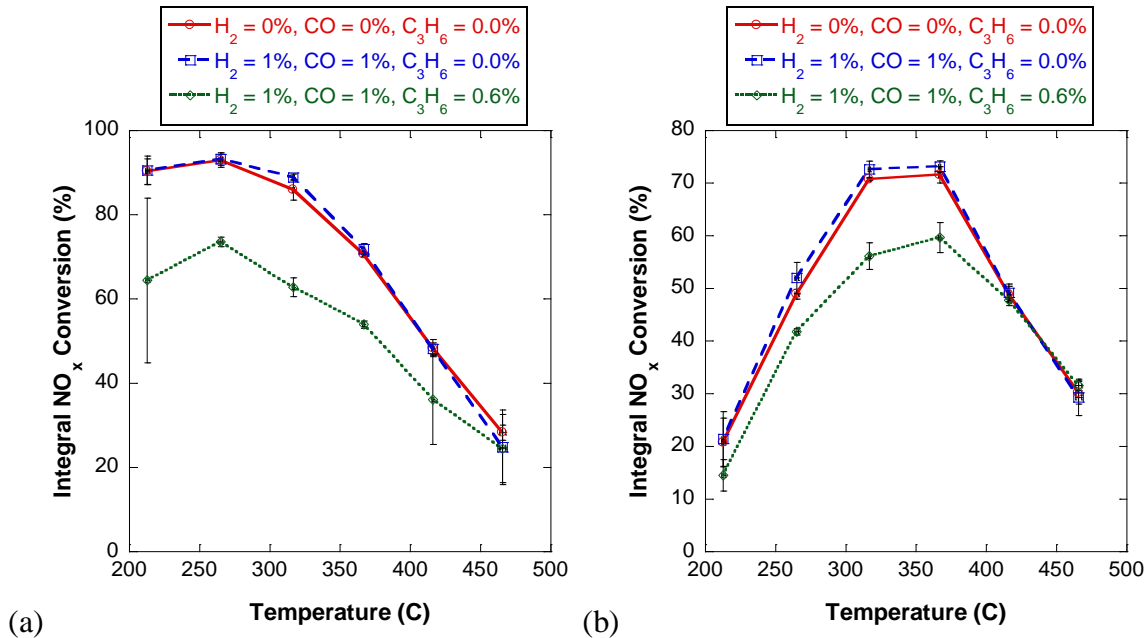 H2 = 0%, CO = 0%, C3H6 = 0.0%
H2 = 1%, CO = 1%, C3H6 = 0.0%
H2 = 1%, CO = 1%, C3H6 = 0.6%
100
80
60
40
20
0
200 250 300 350 400 450 500
Integral NOx Conversion (%)
Temperature (C)
(a)
H2 = 0%, CO = 0%, C3H6 = 0.0%
H2 = 1%, CO = 1%, C3H6 = 0.0%
H2 = 1%, CO = 1%, C3H6 = 0.6%
80
70
60
50
40
30
20
10
0
200 250 300 350 400 450 500
Integral NOx Conversion (%)
Temperature (C)
(b)